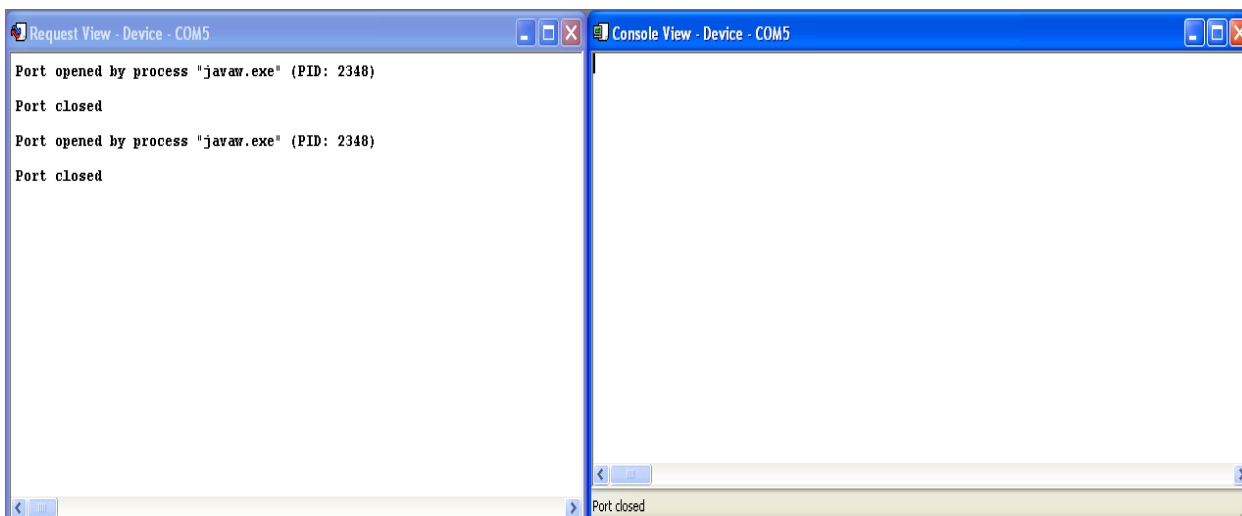 Request View - Device - COM5
Port opened by process "javaw.exe" (PID: 2348)
Port closed
Port opened by process "javaw.exe" (PID: 2348)
Port closed
Console View - Device - COM5
Port closed